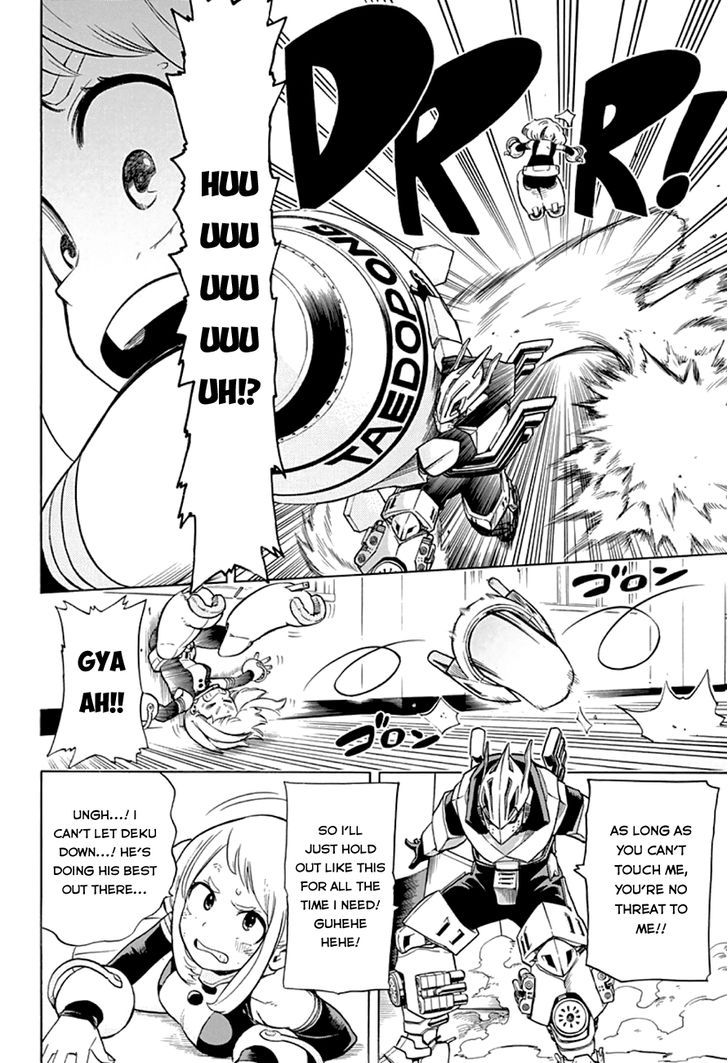 DRR!
HUU
UUU
UUU
UUU
UH!?
TAEDOPONG
ゴロン
GYA
AH!!
ゴロン
AS LONG AS
YOU CAN'T
TOUCH ME,
YOU'RE NO
THREAT TO
ME!!
SO I'LL
JUST HOLD
OUT LIKE THIS
FOR ALL THE
TIME I NEED!
GUHEHE
HEHE!
UNGH...! I
CAN'T LET DEKU
DOWN...! HE'S
DOING HIS BEST
OUT THERE...